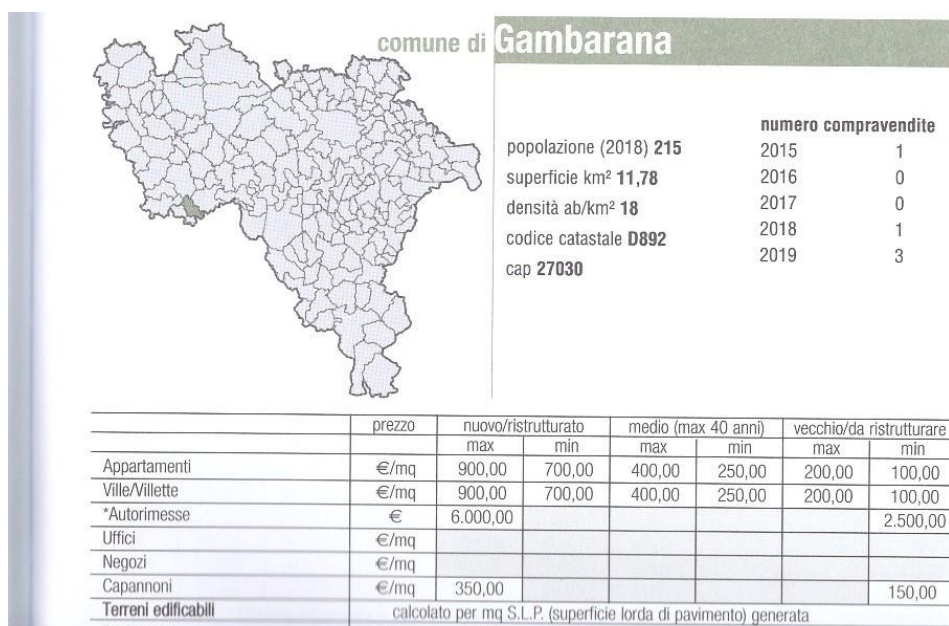 comune di Gambarana
popolazione (2018) 215
superficie km² 11,78
densità ab/km² 18
codice catastale D892
cap 27030
numero compravendite
2015 1
2016 0
2017 0
2018 1
2019 3
prezzo nuovo/ristrutturato medio (max 40 anni) vecchio/da ristrutturare
max min max min max min
Appartamenti €/mq 900,00 700,00 400,00 250,00 200,00 100,00
Ville/Villette €/mq 900,00 700,00 400,00 250,00 200,00 100,00
*Autorimesse € 6.000,00 2.500,00
Uffici €/mq
Negozi €/mq
Capannoni €/mq 350,00 150,00
Terreni edificabili calcolato per mq S.L.P. (superficie lorda di pavimento) generata